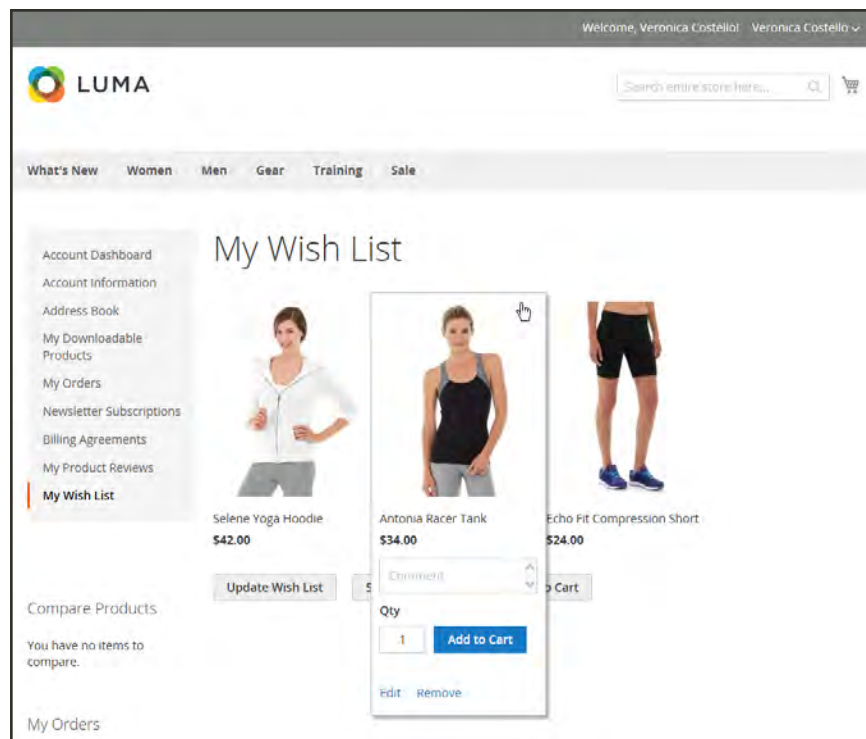 Welcome, Veronica Costello! Veronica Costello
LUMA
Search entire store here...
What's New Women Men Gear Training Sale
My Wish List
Account Dashboard
Account Information
Address Book
My Downloadable
Products
My Orders
Newsletter Subscriptions
Billing Agreements
My Product Reviews
My Wish List
Selene Yoga Hoodie
$42.00
Antonia Racer Tank
$34.00
Comment
Qty
1 Add to Cart
Edit Remove
Echo Fit Compression Short
$24.00
Update Wish List
S
o Cart
Compare Products
You have no items to
compare.
My Orders